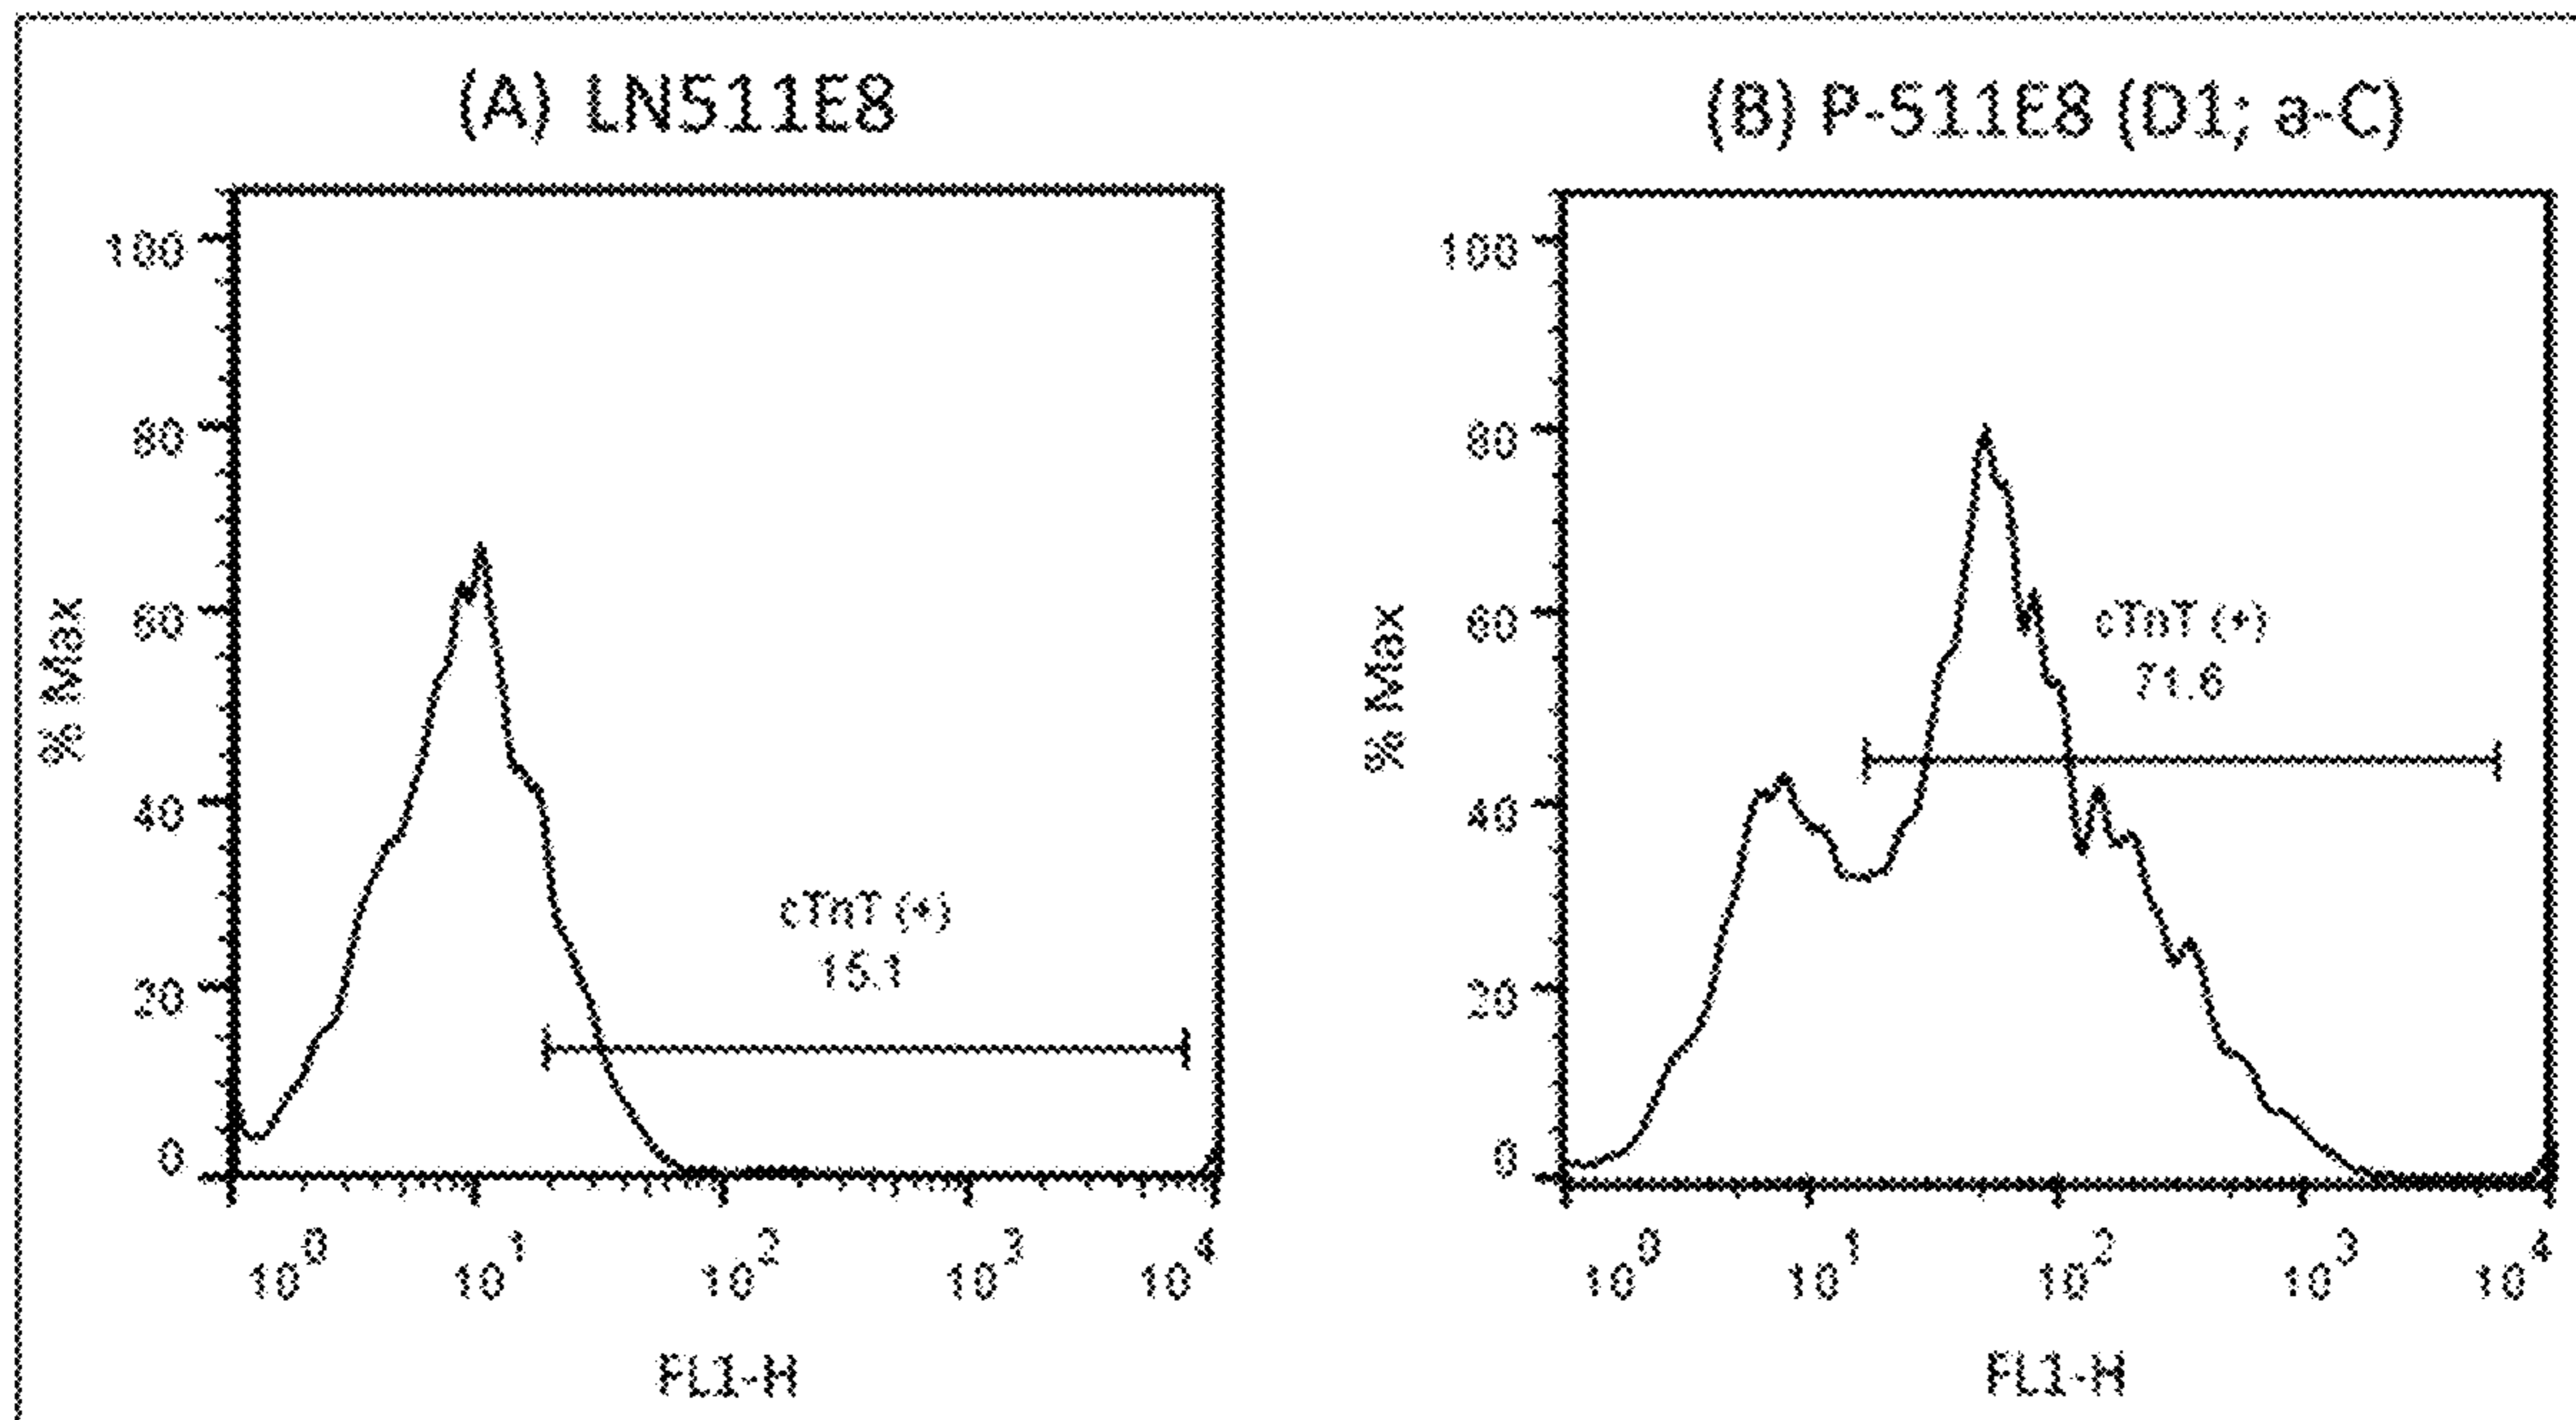 (A) LN511E8
100
80
60
40
20
0
% Max
cTnT (+)
15.1
10^0 10^1 10^2 10^3 10^4
FL1-H
(B) P-511E8 (D1; a-C)
100
80
60
40
20
0
% Max
cTnT (+)
71.6
10^0 10^1 10^2 10^3 10^4
FL1-H